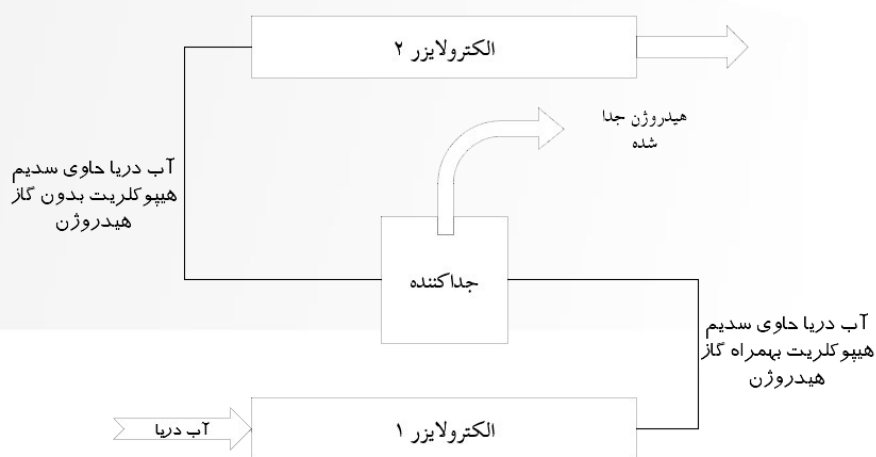 الکترولایزر ۲
هیدروژن جدا
شده
آب دریا حاوی سدیم
هیپوکلریت بدون گاز
هیدروژن
جداکننده
آب دریا حاوی سدیم
هیپوکلریت بهمراه گاز
هیدروژن
آب دریا
الکترولایزر ۱